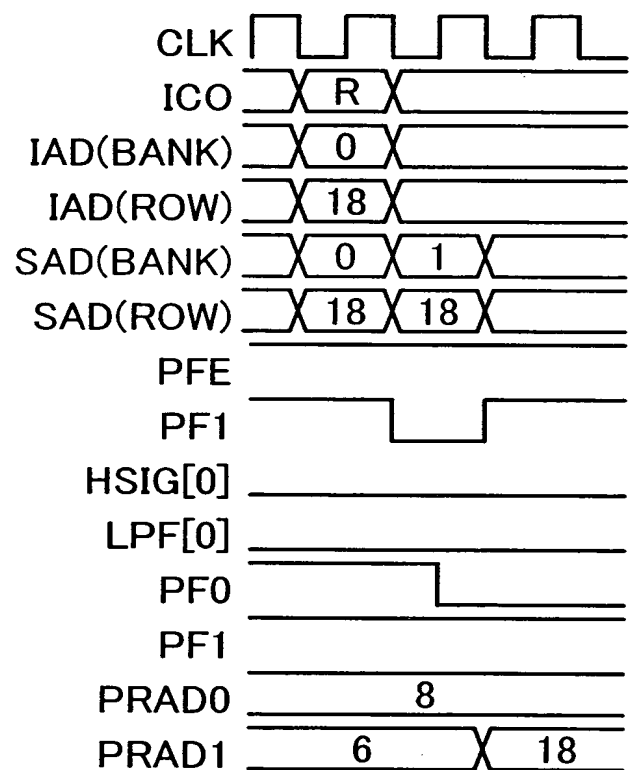 CLK
ICO R
IAD(BANK) 0
IAD(ROW) 18
SAD(BANK) 0 1
SAD(ROW) 18 18
PFE
PF1
HSIG[0]
LPF[0]
PF0
PF1
PRAD0 8
PRAD1 6 18